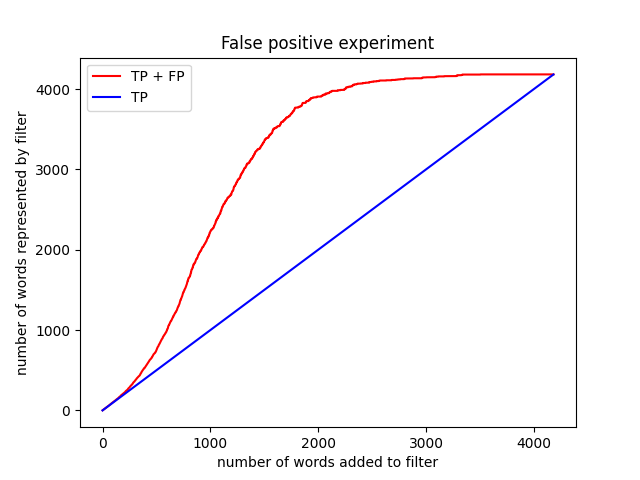 False positive experiment
TP + FP
TP
number of words represented by filter
4000
3000
2000
1000
0
0 1000 2000 3000 4000
number of words added to filter